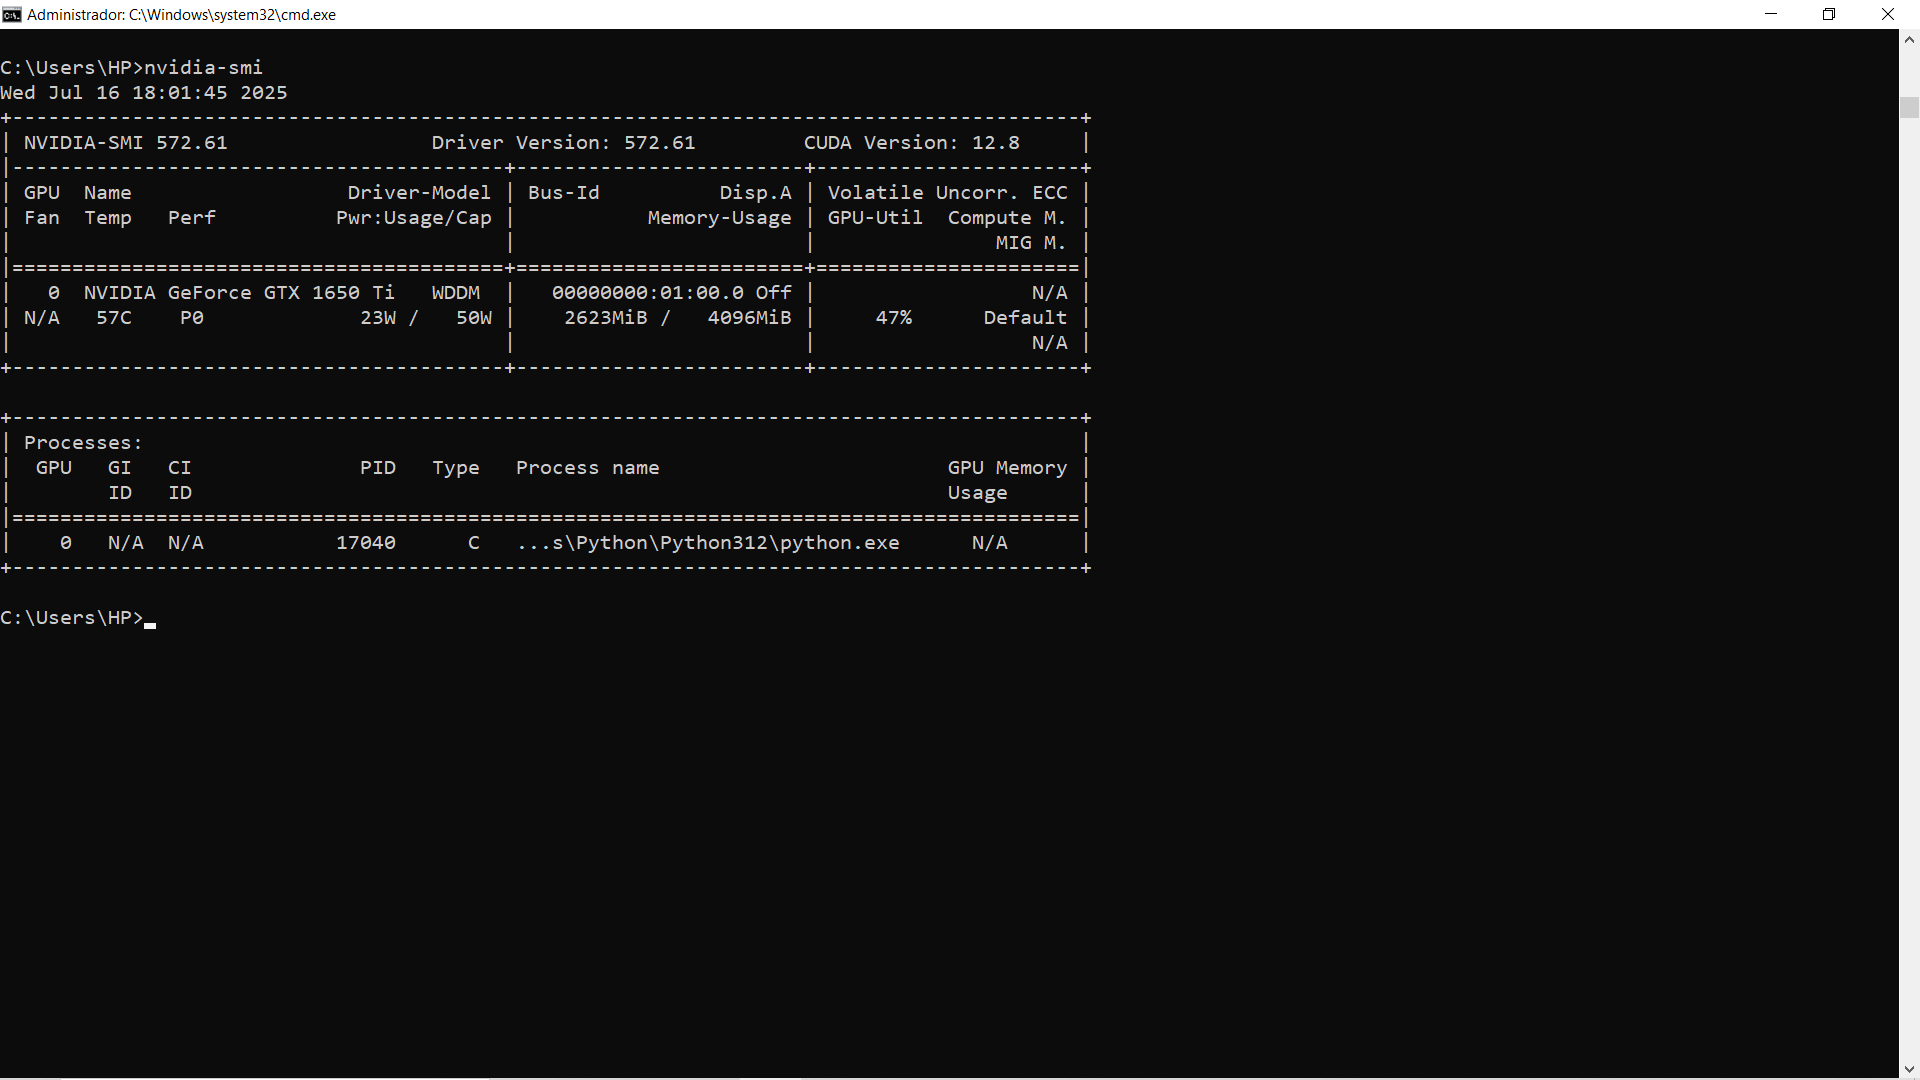 Administrador: C:\Windows\system32\cmd.exe
C:\Users\HP>nvidia-smi
Wed Jul 16 18:01:45 2025
+-----------------------------------------------------------------------------------------+
| NVIDIA-SMI 572.61                 Driver Version: 572.61         CUDA Version: 12.8     |
|-----------------------------------------+------------------------+----------------------+
| GPU  Name                  Driver-Model | Bus-Id          Disp.A | Volatile Uncorr. ECC |
| Fan  Temp   Perf          Pwr:Usage/Cap |           Memory-Usage | GPU-Util  Compute M. |
|                                         |                        |               MIG M. |
|=========================================+========================+======================|
|   0  NVIDIA GeForce GTX 1650 Ti   WDDM  |   00000000:01:00.0 Off |                  N/A |
| N/A   57C    P0             23W /   50W |    2623MiB /   4096MiB |     47%      Default |
|                                         |                        |                  N/A |
+-----------------------------------------+------------------------+----------------------+
+-----------------------------------------------------------------------------------------+
| Processes:                                                                              |
|  GPU   GI   CI              PID   Type   Process name                        GPU Memory |
|        ID   ID                                                               Usage      |
|=========================================================================================|
|    0   N/A  N/A           17040      C   ...s\Python\Python312\python.exe      N/A      |
+-----------------------------------------------------------------------------------------+
C:\Users\HP>